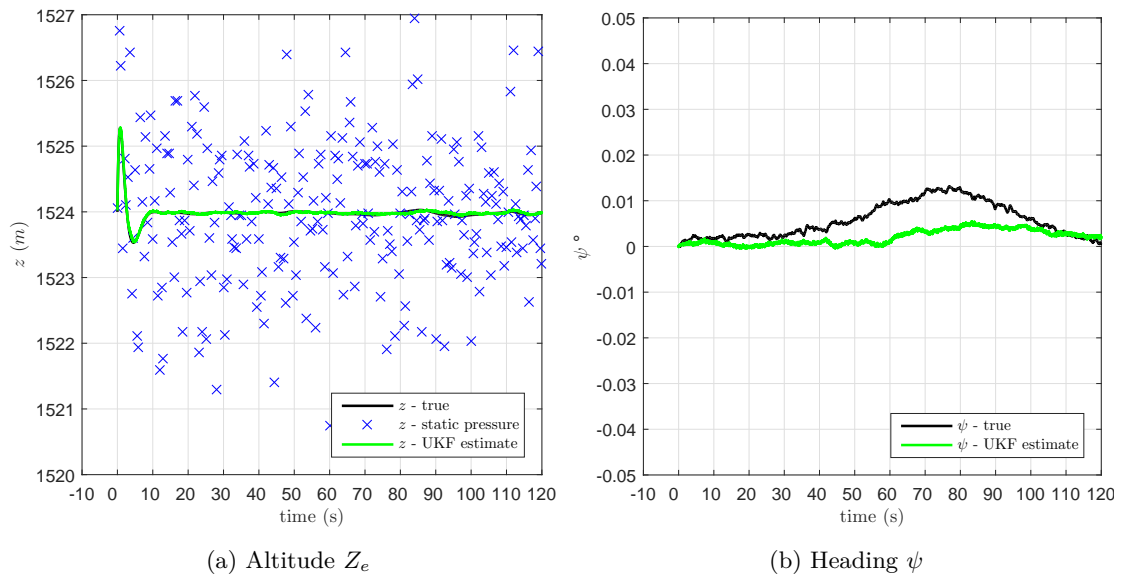 1527
1526
1525
1524
1523
1522
1521
1520
z (m)
-10 0 10 20 30 40 50 60 70 80 90 100 110 120
time (s)
z - true
z - static pressure
z - UKF estimate
(a) Altitude Z_e
0.05
0.04
0.03
0.02
0.01
0
-0.01
-0.02
-0.03
-0.04
-0.05
ψ °
-10 0 10 20 30 40 50 60 70 80 90 100 110 120
time (s)
ψ - true
ψ - UKF estimate
(b) Heading ψ